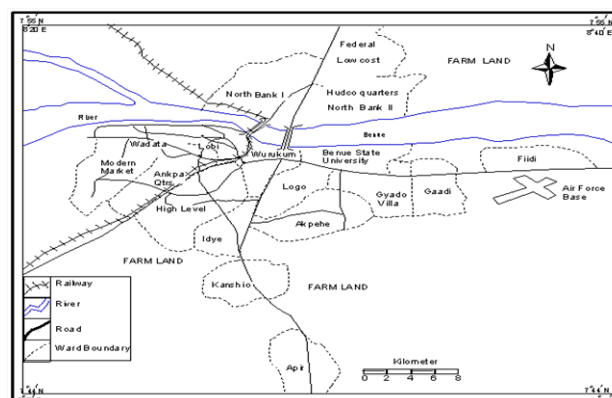 7°55 N
8°20 E
7°55 N
8°40 E
Federal
Low cost
FARM LAND
N
North Bank I
Hudco quarters
North Bank II
River
Benue
Wadata
Lobi
Wurukum
Benue State
University
Fiidi
Modern
Market
Ankpa
Qtrs
Logo
Gyado
Villa
Gaadi
Air Force
Base
High Level
Akpehe
Idye
FARM LAND
Kanshio
FARM LAND
Railway
River
Road
Ward Boundary
Apir
Kilometer
0 2 4 6 8
7°44 N
7°44 N